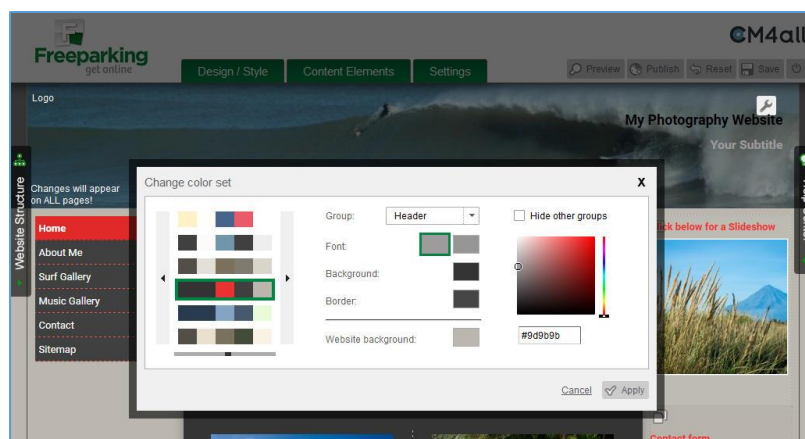 Freeparking
get online
CM4all
Design / Style
Content Elements
Settings
Preview
Publish
Reset
Save
Logo
My Photography Website
Your Subtitle
Website Structure
Changes will appear
on ALL pages!
Home
About Me
Surf Gallery
Music Gallery
Contact
Sitemap
Change color set
X
Group:
Header
Hide other groups
Font:
Background:
Border:
Website background:
#9d9b9b
Cancel
Apply
below for a Slideshow
Contact form